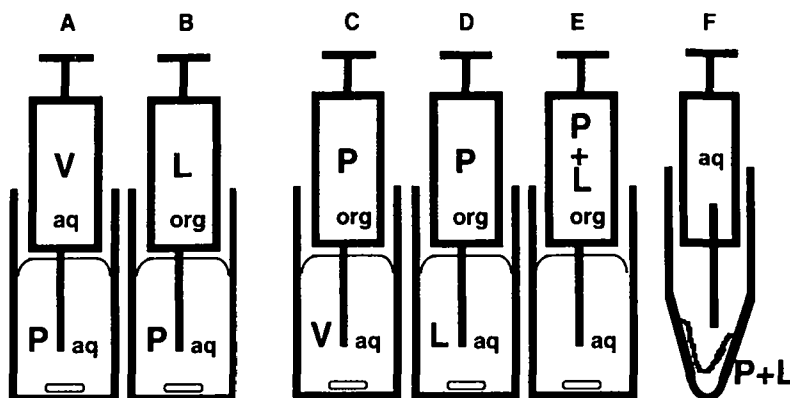 A B C D E F
V aq
L org
P org
P org
P + L org
aq
P aq
P aq
V aq
L aq
aq
P+L